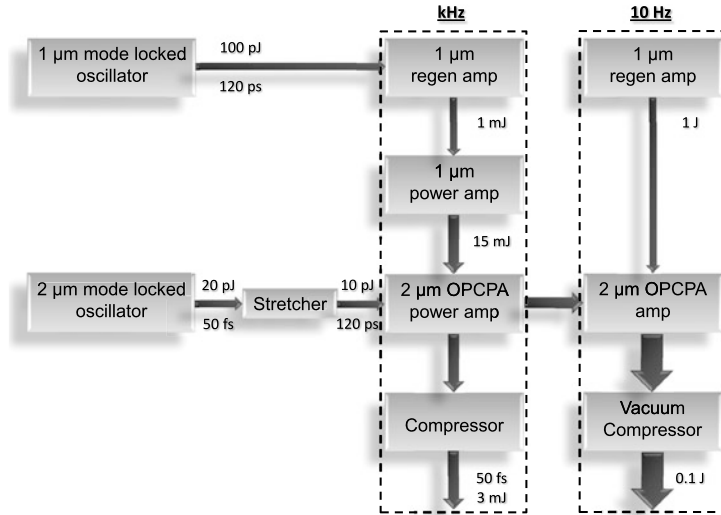 kHz
10 Hz
1 µm mode locked
oscillator
100 pJ
120 ps
1 µm
regen amp
1 µm
regen amp
1 mJ
1 J
1 µm
power amp
15 mJ
2 µm mode locked
oscillator
20 pJ
50 fs
Stretcher
10 pJ
120 ps
2 µm OPCPA
power amp
2 µm OPCPA
amp
Compressor
Vacuum
Compressor
50 fs
3 mJ
0.1 J